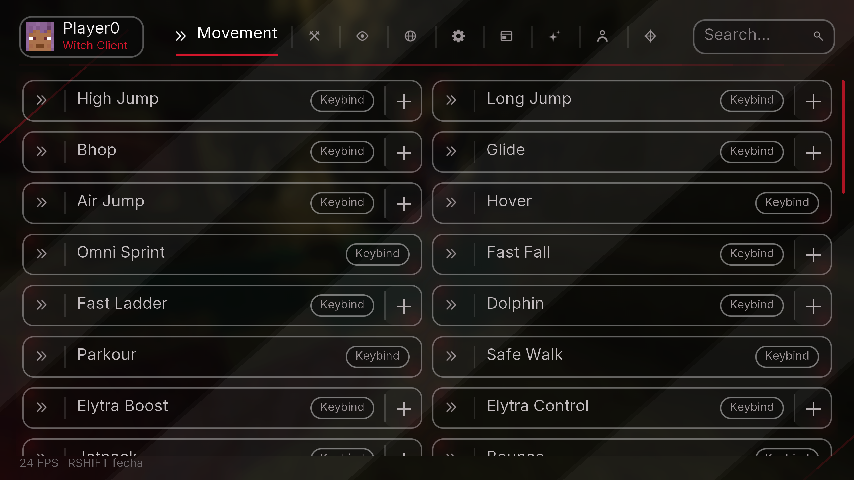 Player0
Witch Client
Movement
Search...
High Jump Keybind +
Long Jump Keybind +
Bhop Keybind +
Glide Keybind +
Air Jump Keybind +
Hover Keybind
Omni Sprint Keybind
Fast Fall Keybind +
Fast Ladder Keybind +
Dolphin Keybind +
Parkour Keybind
Safe Walk Keybind
Elytra Boost Keybind +
Elytra Control Keybind +
24 FPS RSHIFT fecha